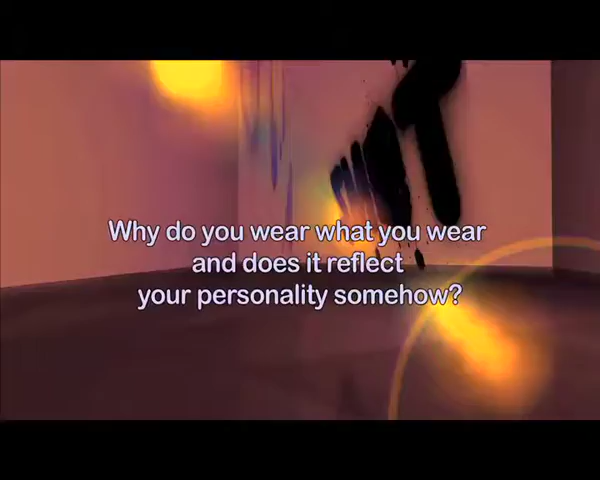 Why do you wear what you wear
and does it reflect
your personality somehow?